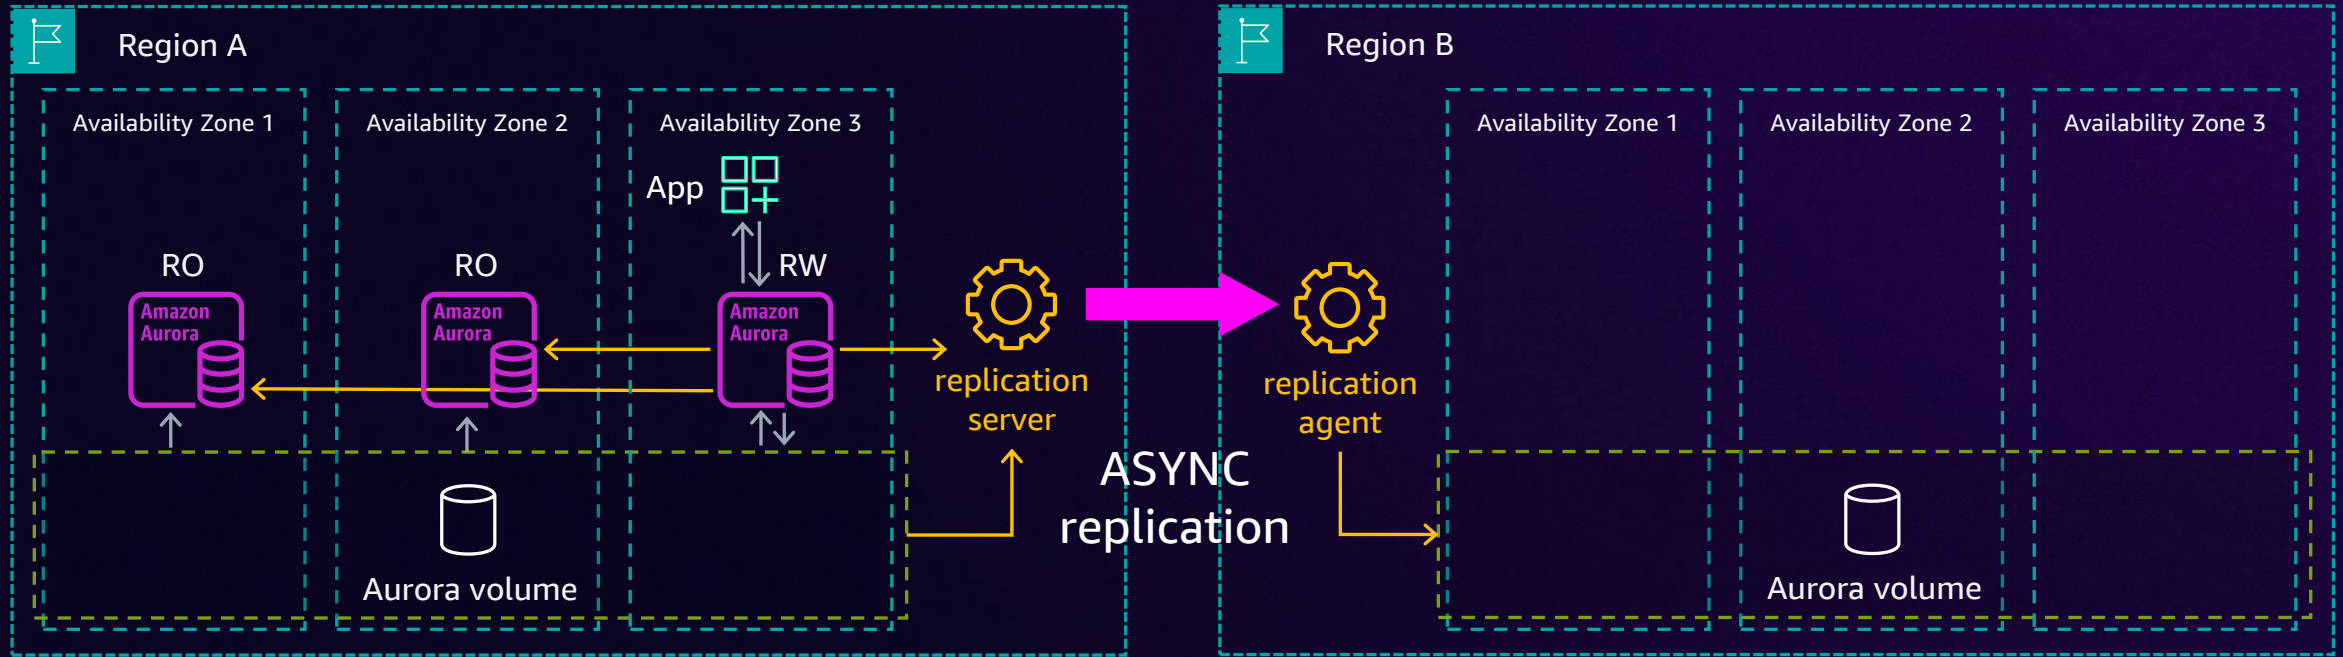 Region A
Availability Zone 1
Availability Zone 2
Availability Zone 3
App
RO
RO
RW
Amazon
Aurora
Amazon
Aurora
Amazon
Aurora
replication
server
Aurora volume
ASYNC
replication
Region B
Availability Zone 1
Availability Zone 2
Availability Zone 3
replication
agent
Aurora volume